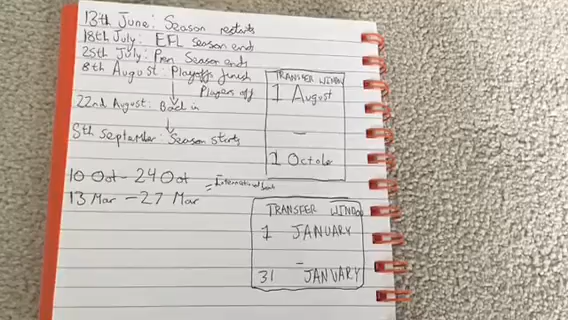 13th June: Season restarts
18th July: EFL season ends
25th July: Prem Season ends
8th August: Playoffs finish
Players off
22nd August: Back in
5th September: Season starts
TRANSFER WINDOW
1 August
-
1 Octobe
10 Oct - 24 Oct
= International
13 Mar - 27 Mar
TRANSFER WINDOW
1 JANUARY
-
31 JANUARY